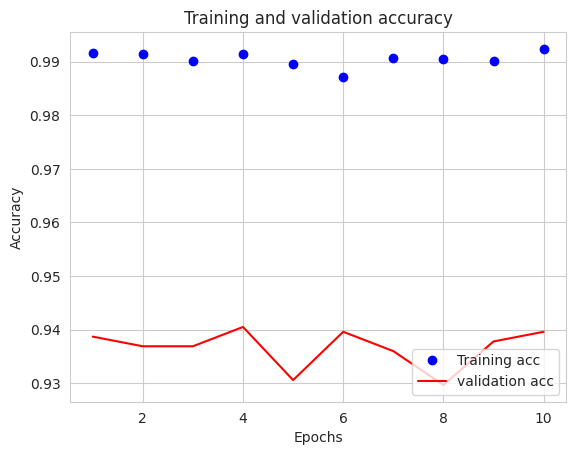 Training and validation accuracy
0.99
0.98
0.97
0.96
0.95
0.94
0.93
Accuracy
Training acc
validation acc
2 4 6 8 10
Epochs